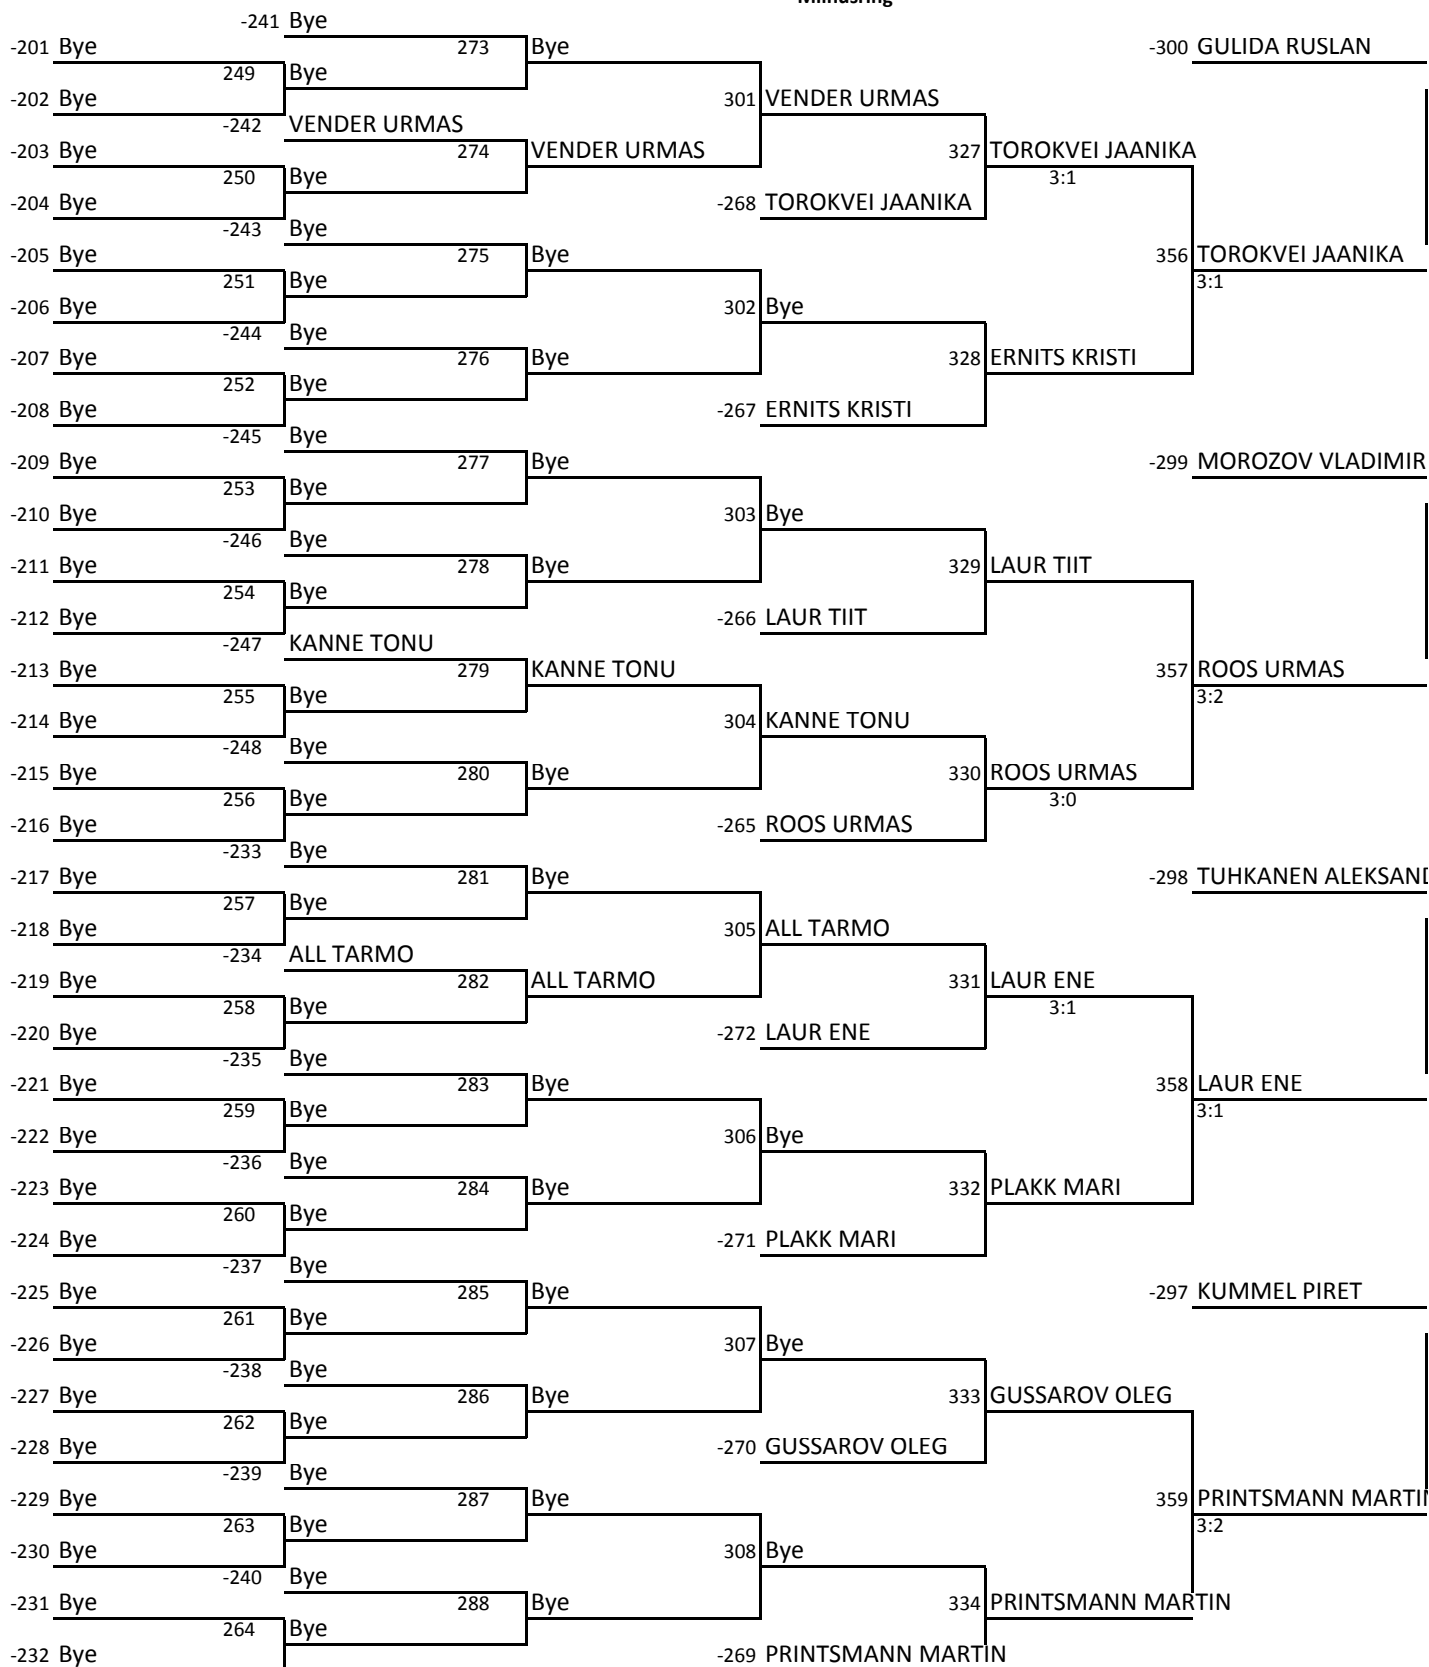 Miinusring
-241 Bye
-201 Bye 273 Bye -300 GULIDA RUSLAN
249 Bye
-202 Bye 301 VENDER URMAS
-242 VENDER URMAS
-203 Bye 274 VENDER URMAS 327 TOROKVEI JAANIKA
250 Bye 3:1
-204 Bye -268 TOROKVEI JAANIKA
-243 Bye
-205 Bye 275 Bye 356 TOROKVEI JAANIKA
251 Bye 3:1
-206 Bye 302 Bye
-244 Bye
-207 Bye 276 Bye 328 ERNITS KRISTI
252 Bye
-208 Bye -267 ERNITS KRISTI
-245 Bye
-209 Bye 277 Bye -299 MOROZOV VLADIMIR
253 Bye
-210 Bye 303 Bye
-246 Bye
-211 Bye 278 Bye 329 LAUR TIIT
254 Bye
-212 Bye -266 LAUR TIIT
-247 KANNE TONU
-213 Bye 279 KANNE TONU 357 ROOS URMAS
255 Bye 3:2
-214 Bye 304 KANNE TONU
-248 Bye
-215 Bye 280 Bye 330 ROOS URMAS
256 Bye 3:0
-216 Bye -265 ROOS URMAS
-233 Bye
-217 Bye 281 Bye -298 TUHKANEN ALEKSAND
257 Bye
-218 Bye 305 ALL TARMO
-234 ALL TARMO
-219 Bye 282 ALL TARMO 331 LAUR ENE
258 Bye 3:1
-220 Bye -272 LAUR ENE
-235 Bye
-221 Bye 283 Bye 358 LAUR ENE
259 Bye 3:1
-222 Bye 306 Bye
-236 Bye
-223 Bye 284 Bye 332 PLAKK MARI
260 Bye
-224 Bye -271 PLAKK MARI
-237 Bye
-225 Bye 285 Bye -297 KUMMEL PIRET
261 Bye
-226 Bye 307 Bye
-238 Bye
-227 Bye 286 Bye 333 GUSSAROV OLEG
262 Bye
-228 Bye -270 GUSSAROV OLEG
-239 Bye
-229 Bye 287 Bye 359 PRINTSMANN MARTIN
263 Bye 3:2
-230 Bye 308 Bye
-240 Bye
-231 Bye 288 Bye 334 PRINTSMANN MARTIN
264 Bye
-232 Bye -269 PRINTSMANN MARTIN